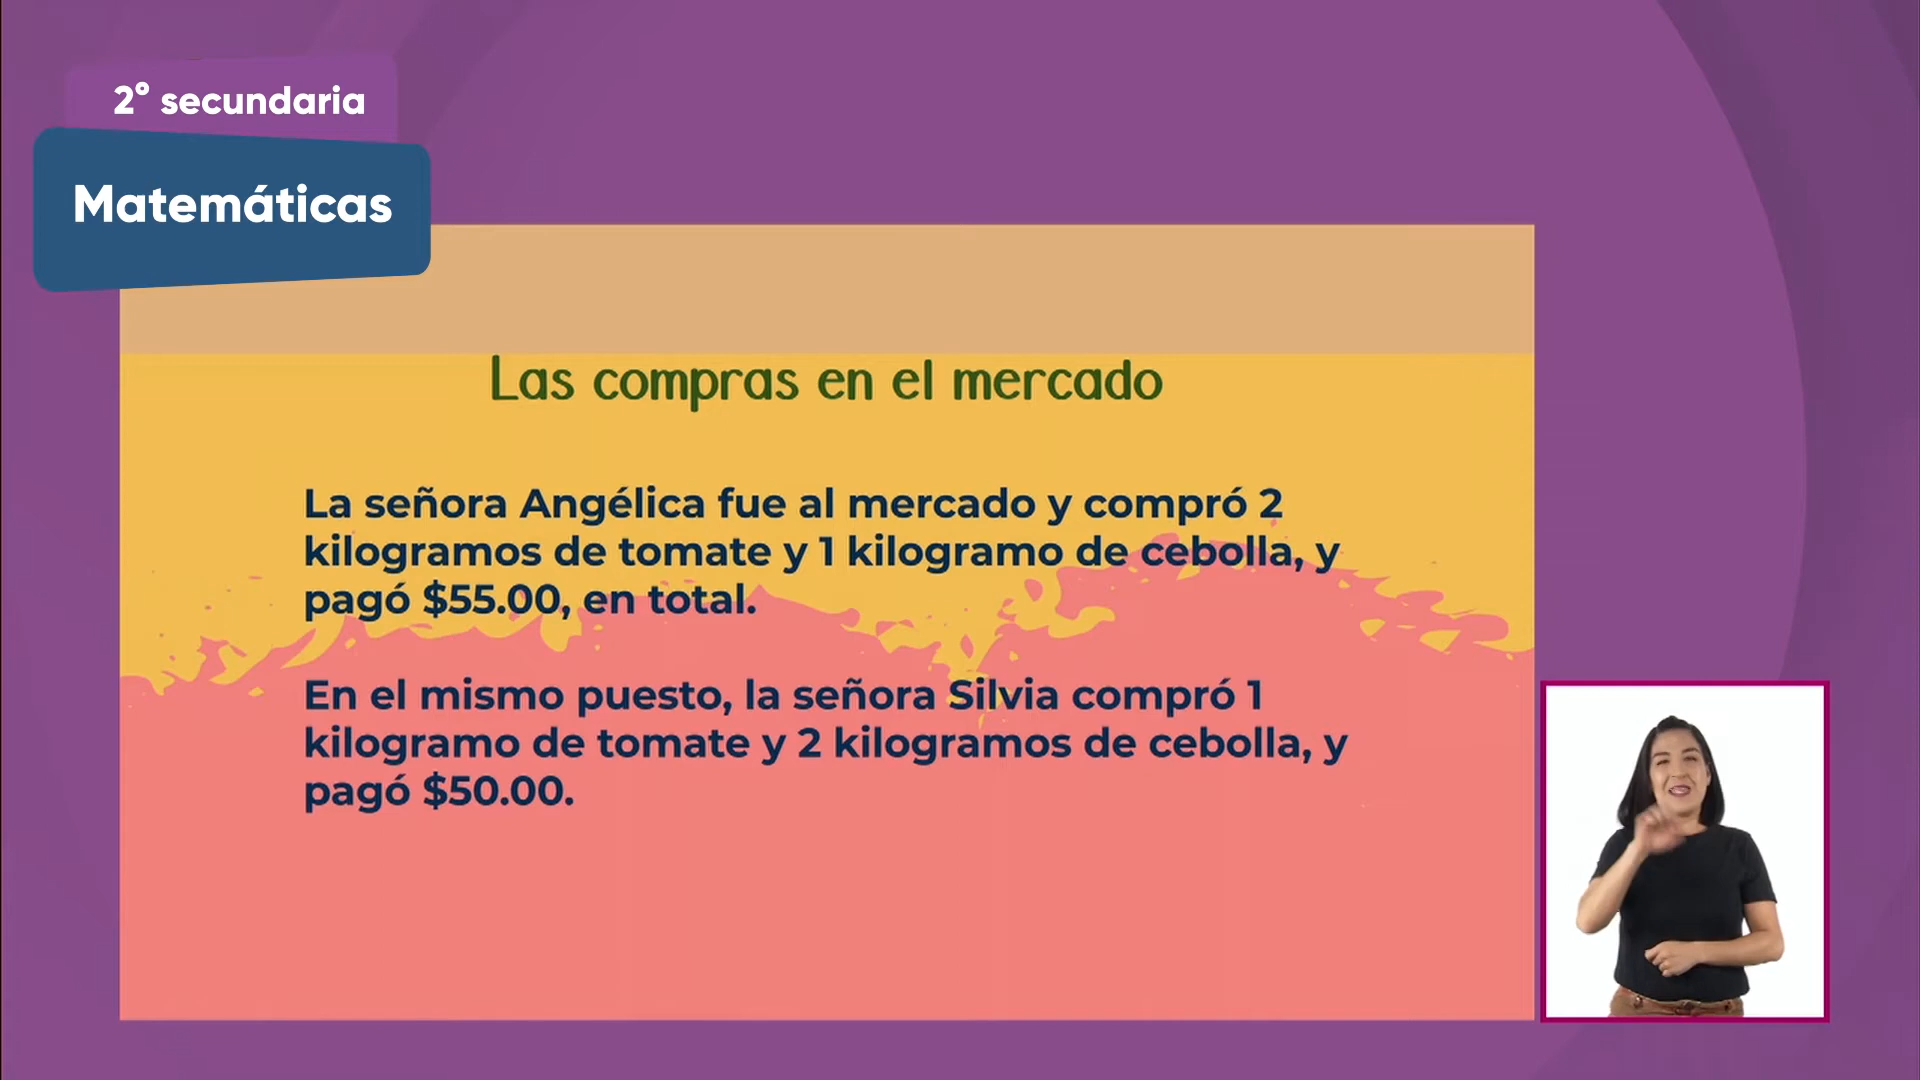 2° secundaria
Matemáticas
Las compras en el mercado
La señora Angélica fue al mercado y compró 2
kilogramos de tomate y 1 kilogramo de cebolla, y
pagó $55.00, en total.
En el mismo puesto, la señora Silvia compró 1
kilogramo de tomate y 2 kilogramos de cebolla, y
pagó $50.00.